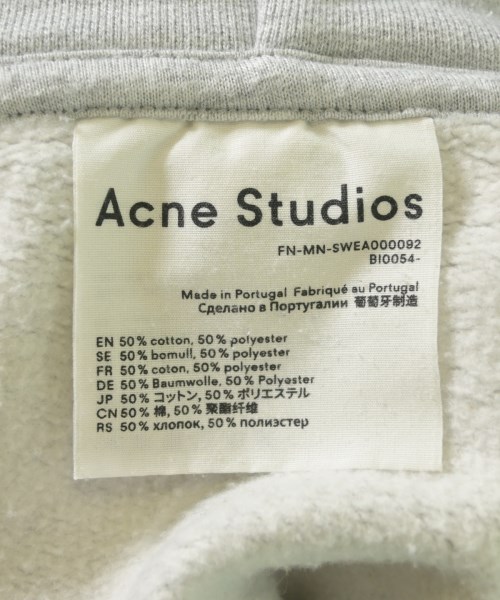 Acne Studios
FN-MN-SWEA000092
BI0054-
Made in Portugal Fabriqué au Portugal
Сделано в Португалии 葡萄牙制造
EN 50% cotton, 50% polyester
SE 50% bomull, 50% polyester
FR 50% coton, 50% polyester
DE 50% Baumwolle, 50% Polyester
JP 50% コットン, 50% ポリエステル
CN 50% 棉, 50% 聚酯纤维
RS 50% хлопок, 50% полиэстер